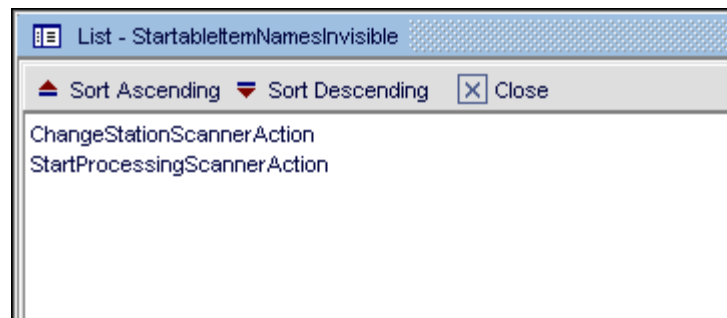 List - StartableItemNamesInvisible
Sort Ascending Sort Descending Close
ChangeStationScannerAction
StartProcessingScannerAction